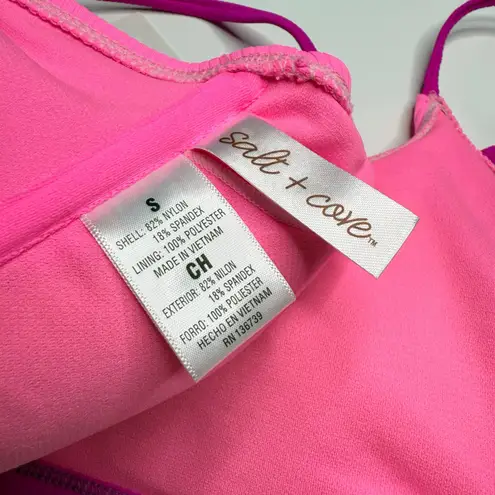 salt + cove™
S
SHELL: 82% NYLON
18% SPANDEX
LINING: 100% POLYESTER
MADE IN VIETNAM
CH
EXTERIOR: 82% NILON
18% SPANDEX
FORRO: 100% POLIESTER
HECHO EN VIETNAM
RN 136739